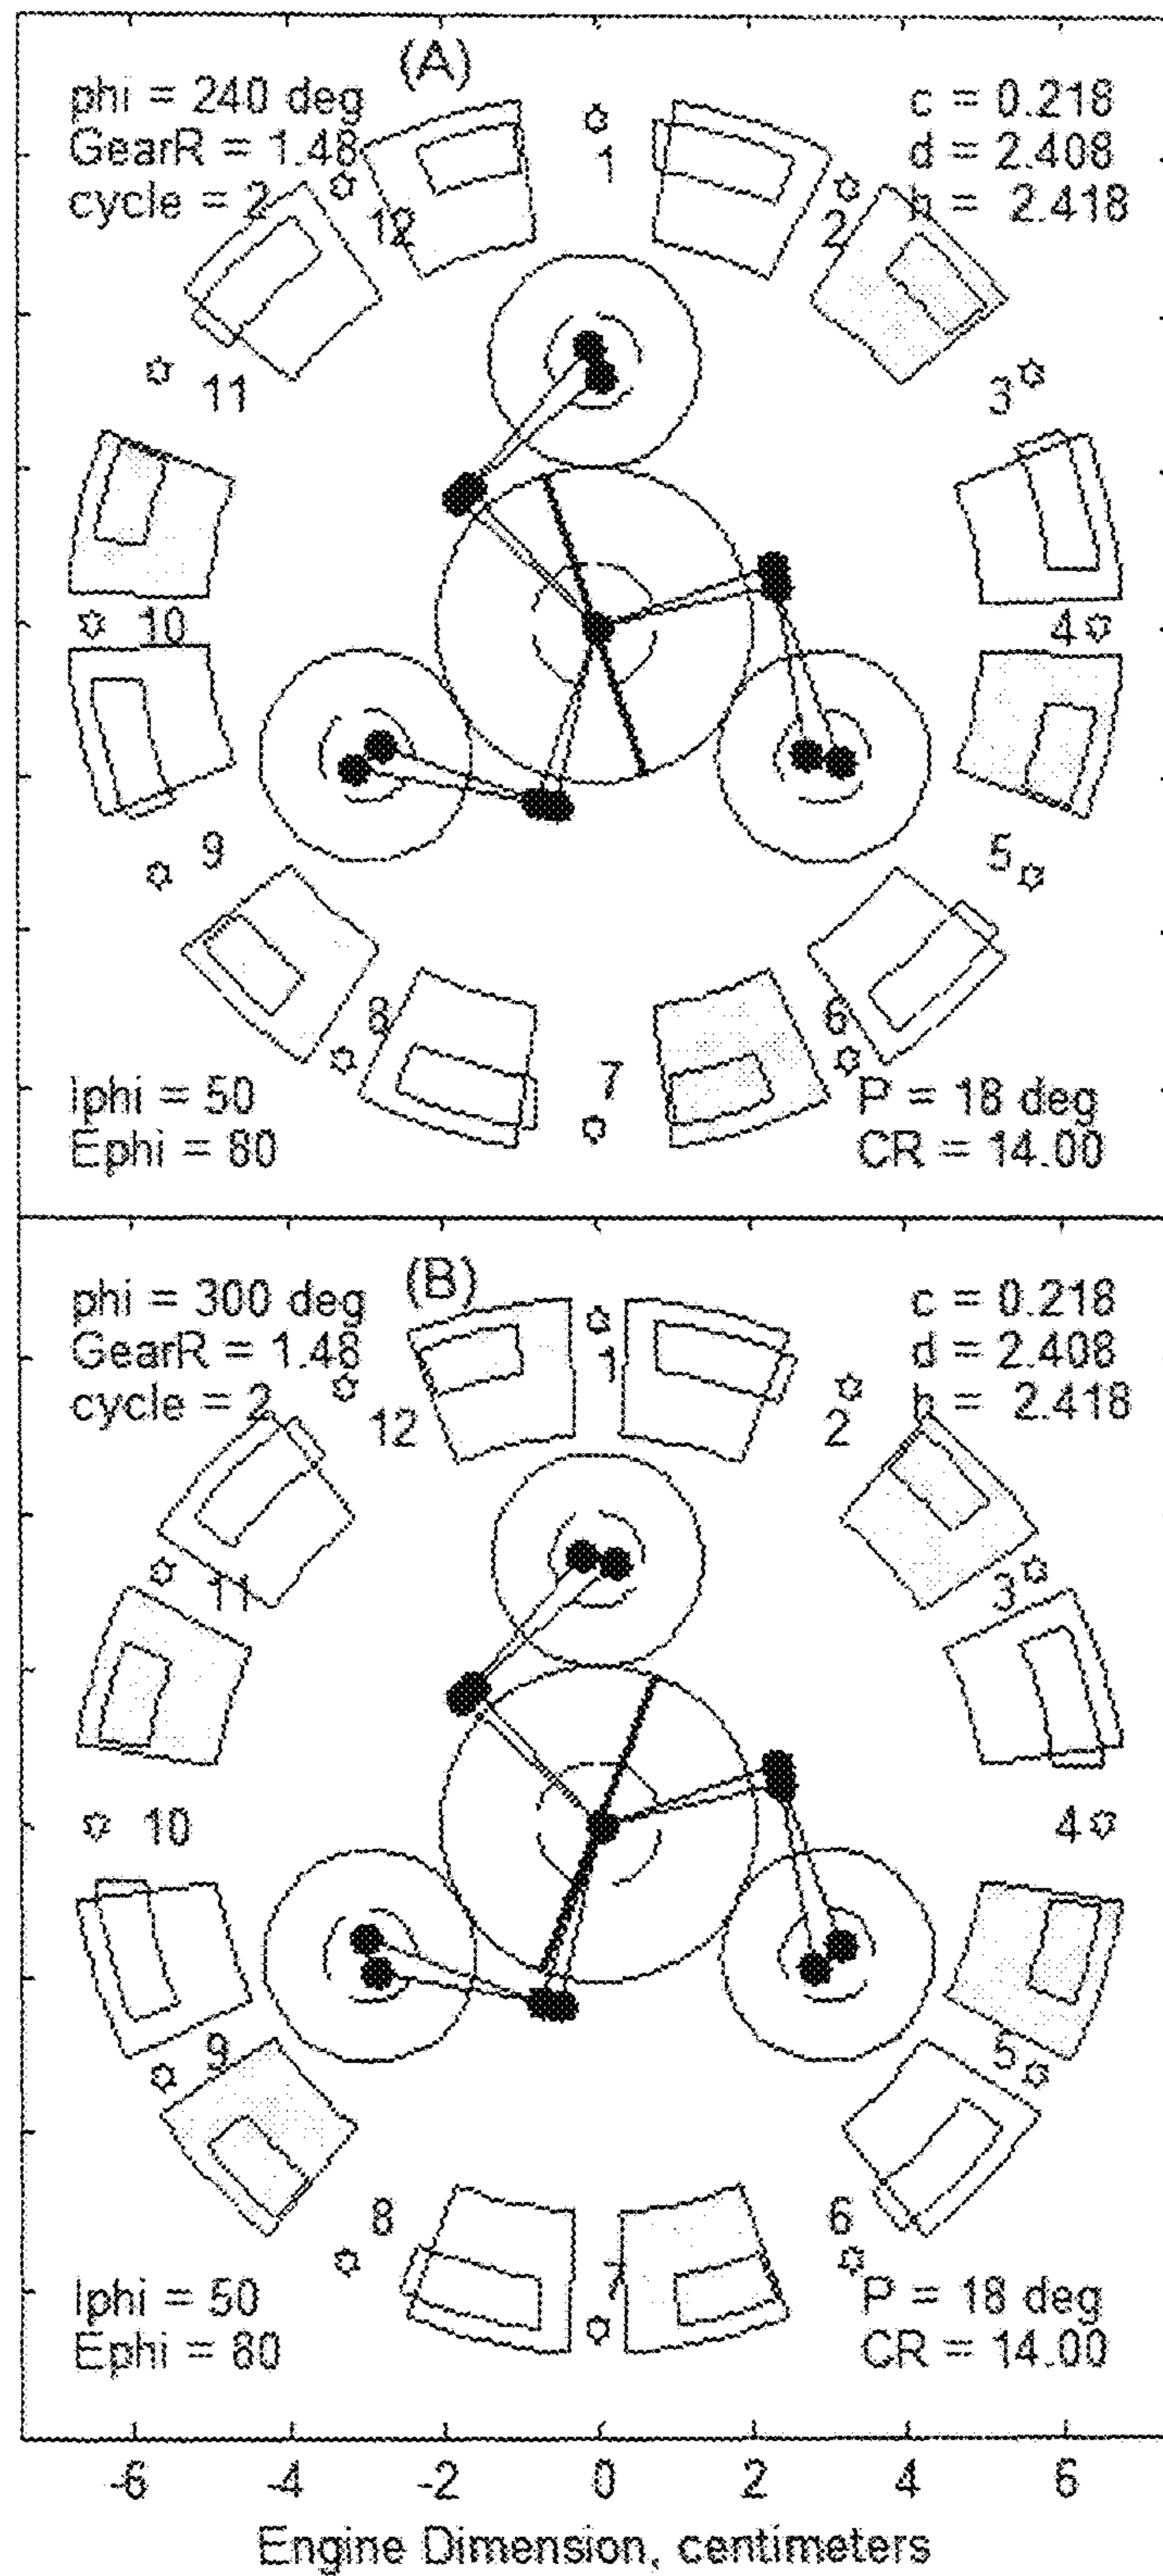 (A)
phi = 240 deg
c = 0.218
GearR = 1.48
d = 2.408
cycle = 2
h = 2.418
1
12
2
11
3
10
4
9
5
8
6
7
Iphi = 50
P = 18 deg
Ephi = 80
CR = 14.00
(B)
phi = 300 deg
c = 0.218
GearR = 1.48
d = 2.408
cycle = 2
h = 2.418
1
12
2
11
3
10
4
9
5
8
6
7
Iphi = 50
P = 18 deg
Ephi = 80
CR = 14.00
-6 -4 -2 0 2 4 6
Engine Dimension, centimeters